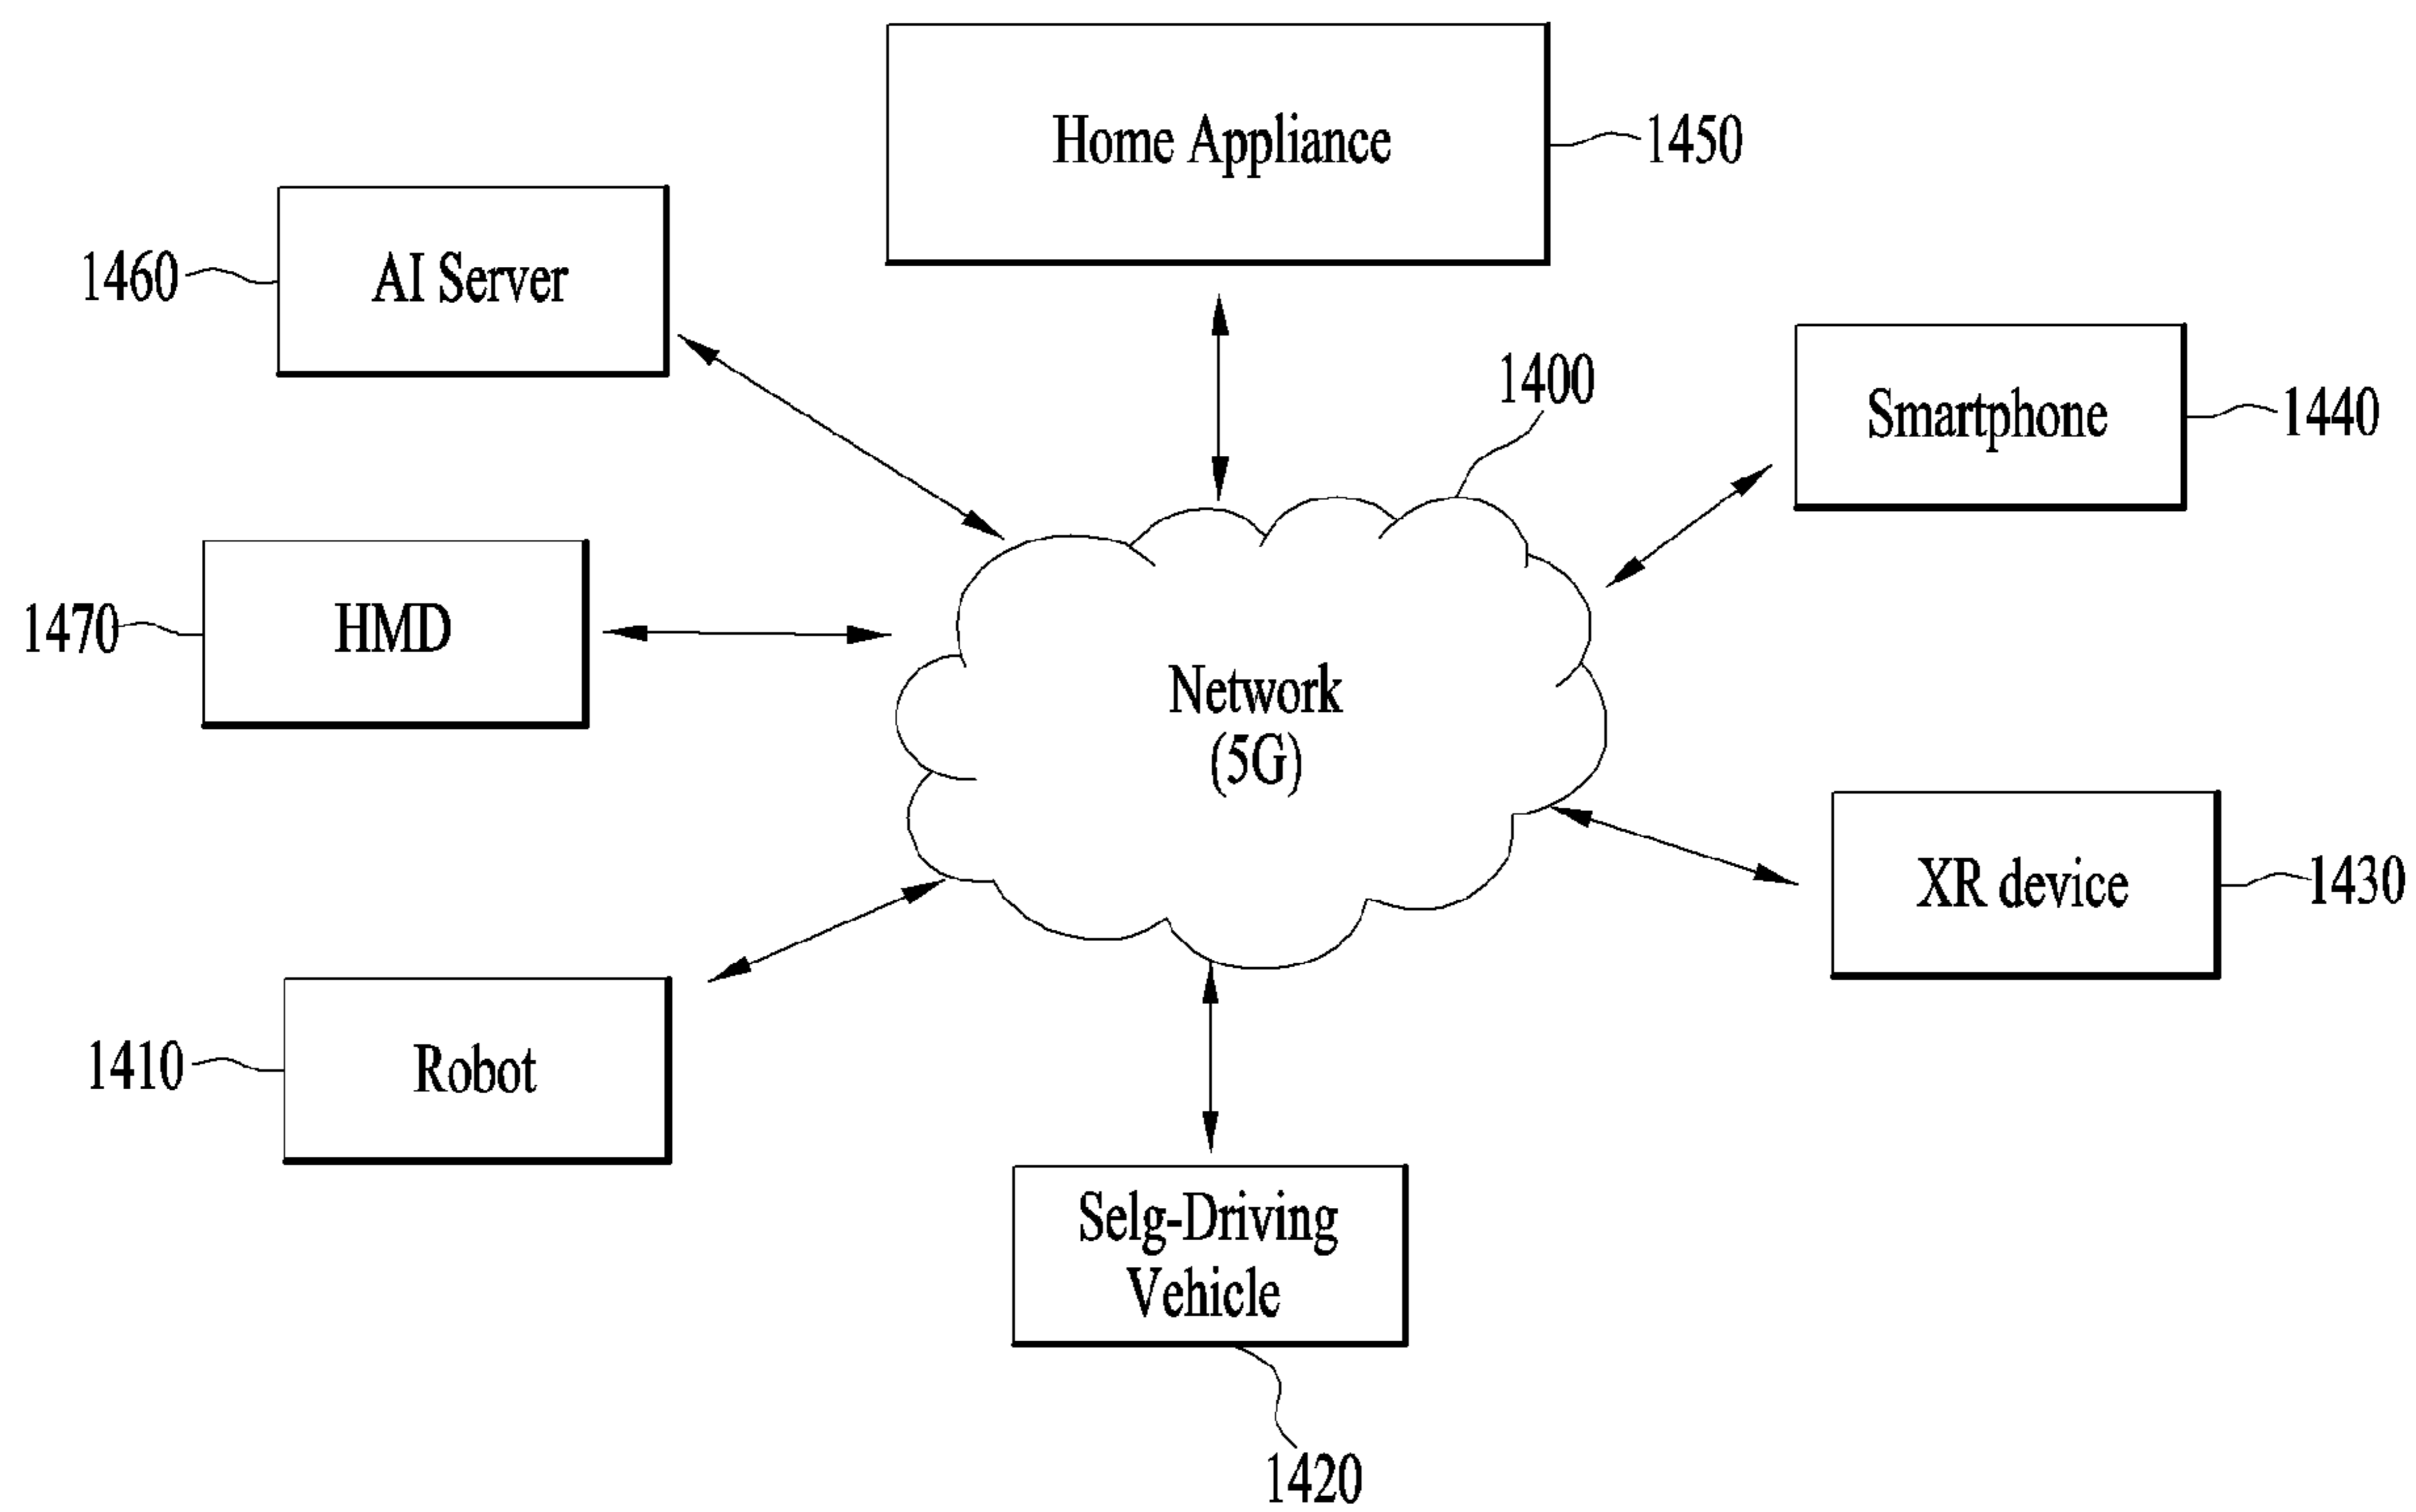 Home Appliance
1450
1460
AI Server
1400
Smartphone
1440
1470
HMD
Network
(5G)
XR device
1430
1410
Robot
Selg-Driving
Vehicle
1420